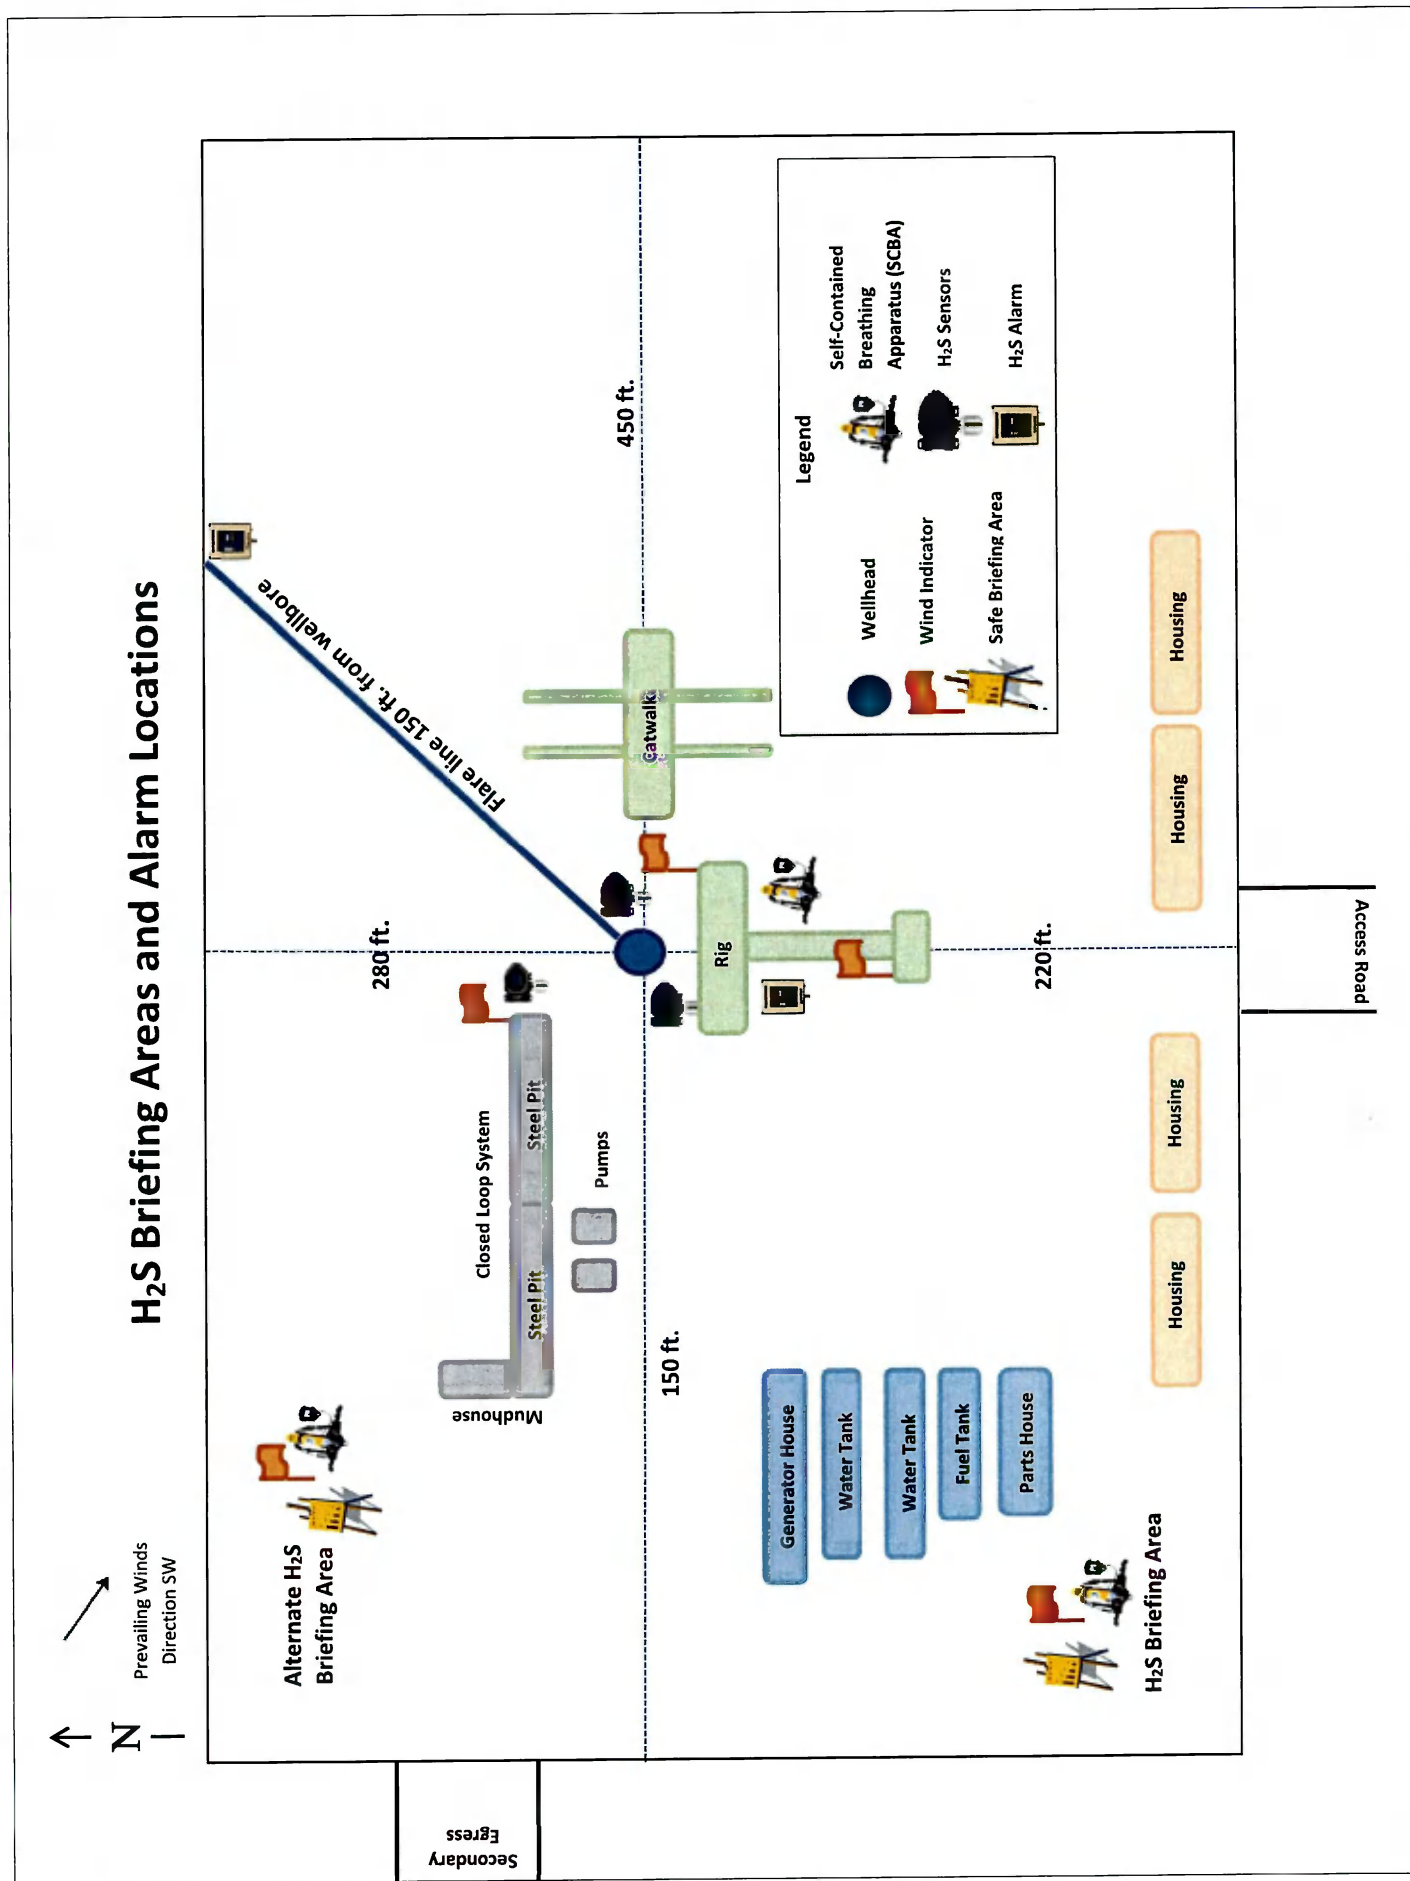 H₂S Briefing Areas and Alarm Locations
N
Prevailing Winds
Direction SW
Alternate H₂S
Briefing Area
Mudhouse
Closed Loop System
Steel Pit
Steel Pit
Pumps
280 ft.
Flare line 150 ft. from wellbore
450 ft.
150 ft.
Catwalk
Rig
220 ft.
Generator House
Water Tank
Water Tank
Fuel Tank
Parts House
H₂S Briefing Area
Housing
Housing
Housing
Housing
Legend
Wellhead
Wind Indicator
Safe Briefing Area
Self-Contained
Breathing
Apparatus (SCBA)
H₂S Sensors
H₂S Alarm
Secondary
Egress
Access Road